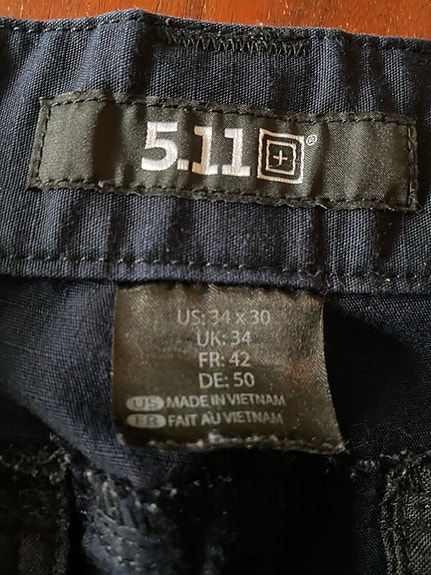 5.11®
US: 34 x 30
UK: 34
FR: 42
DE: 50
US MADE IN VIETNAM
FR FAIT AU VIETNAM